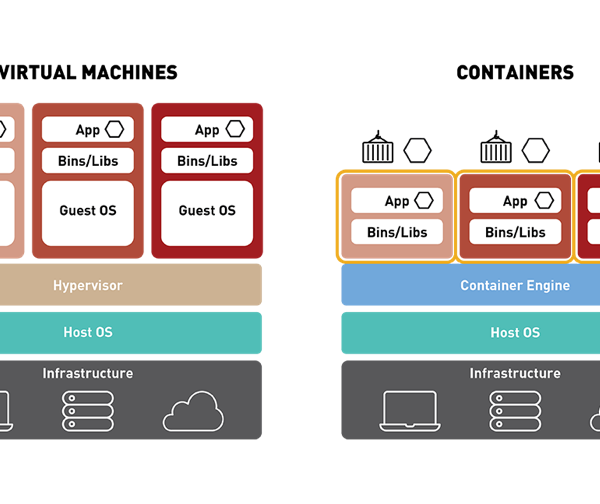 VIRTUAL MACHINES
App
App
Bins/Libs
Bins/Libs
Guest OS
Guest OS
Hypervisor
Host OS
Infrastructure
CONTAINERS
App
App
Bins/Libs
Bins/Libs
Container Engine
Host OS
Infrastructure